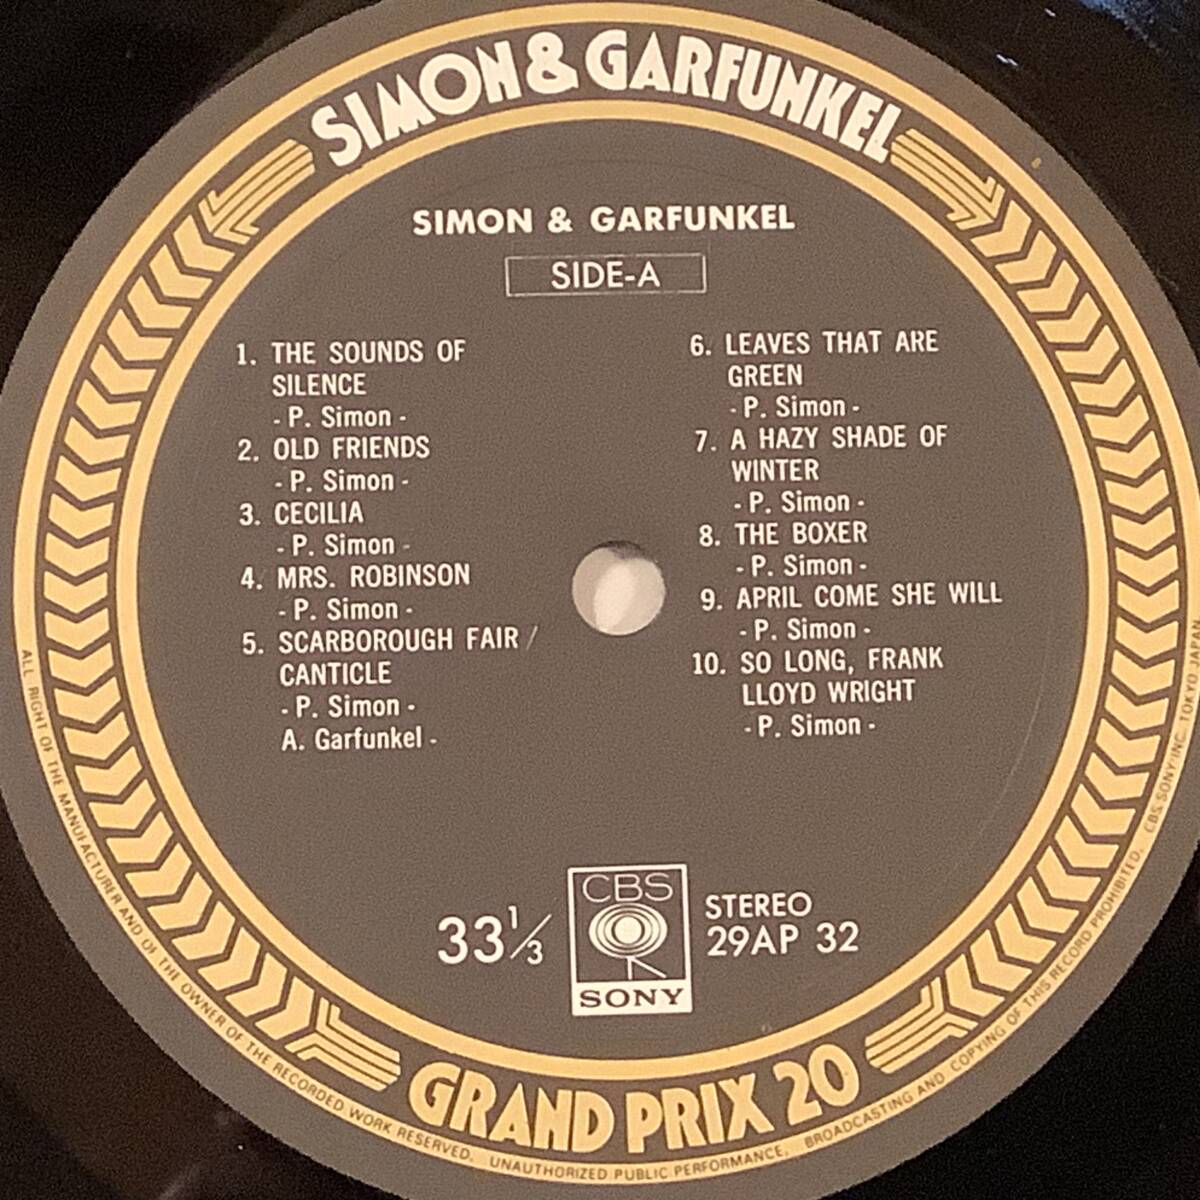 SIMON & GARFUNKEL
SIMON & GARFUNKEL
SIDE-A
1. THE SOUNDS OF
SILENCE
- P. Simon -
2. OLD FRIENDS
- P. Simon -
3. CECILIA
- P. Simon -
4. MRS. ROBINSON
- P. Simon -
5. SCARBOROUGH FAIR /
CANTICLE
- P. Simon -
A. Garfunkel -
6. LEAVES THAT ARE
GREEN
- P. Simon -
7. A HAZY SHADE OF
WINTER
- P. Simon -
8. THE BOXER
- P. Simon -
9. APRIL COME SHE WILL
- P. Simon -
10. SO LONG, FRANK
LLOYD WRIGHT
- P. Simon -
33 1/3
CBS
SONY
STEREO
29AP 32
GRAND PRIX 20
ALL RIGHT OF THE MANUFACTURER AND OF THE OWNER OF THE RECORDED WORK RESERVED. UNAUTHORIZED PUBLIC PERFORMANCE, BROADCASTING AND COPYING OF THIS RECORD PROHIBITED. CBS/SONY INC. TOKYO JAPAN